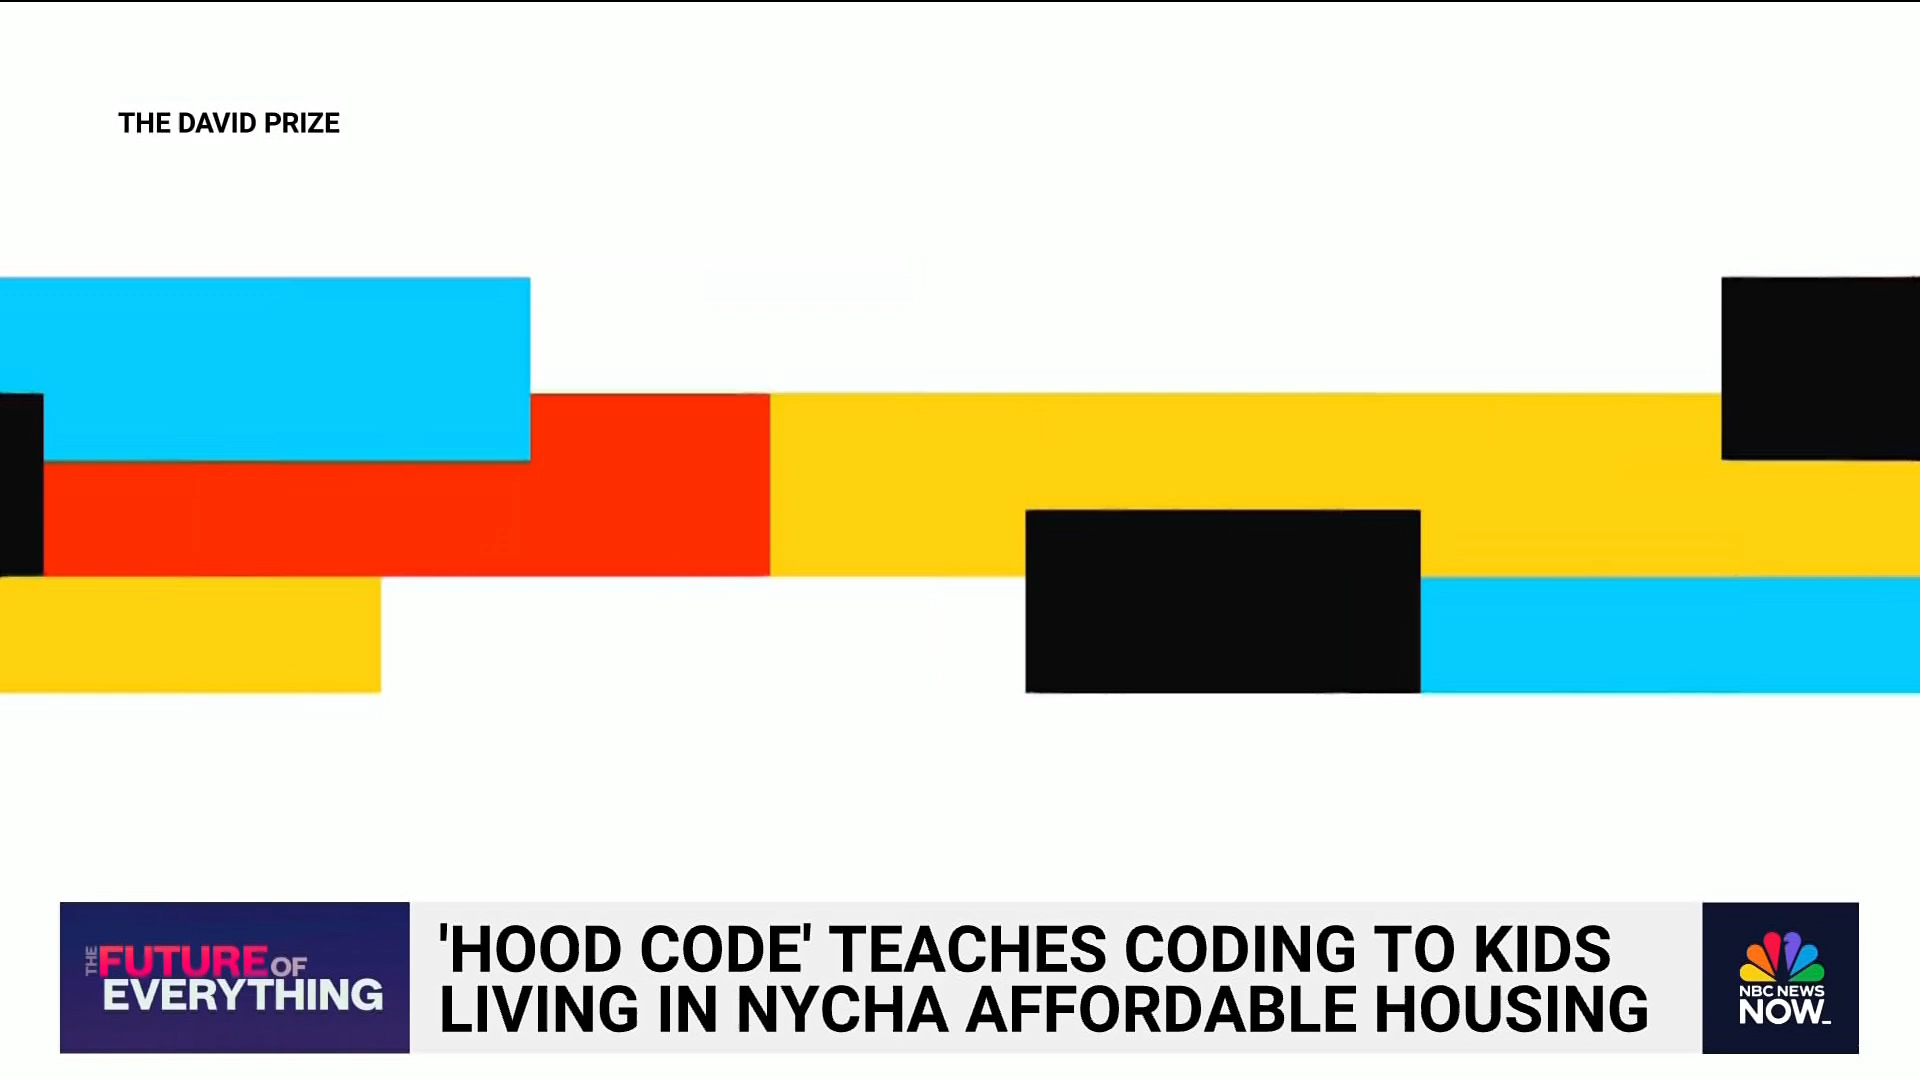 THE DAVID PRIZE
THE FUTURE OF
EVERYTHING
'HOOD CODE' TEACHES CODING TO KIDS
LIVING IN NYCHA AFFORDABLE HOUSING
NBC NEWS
NOW_